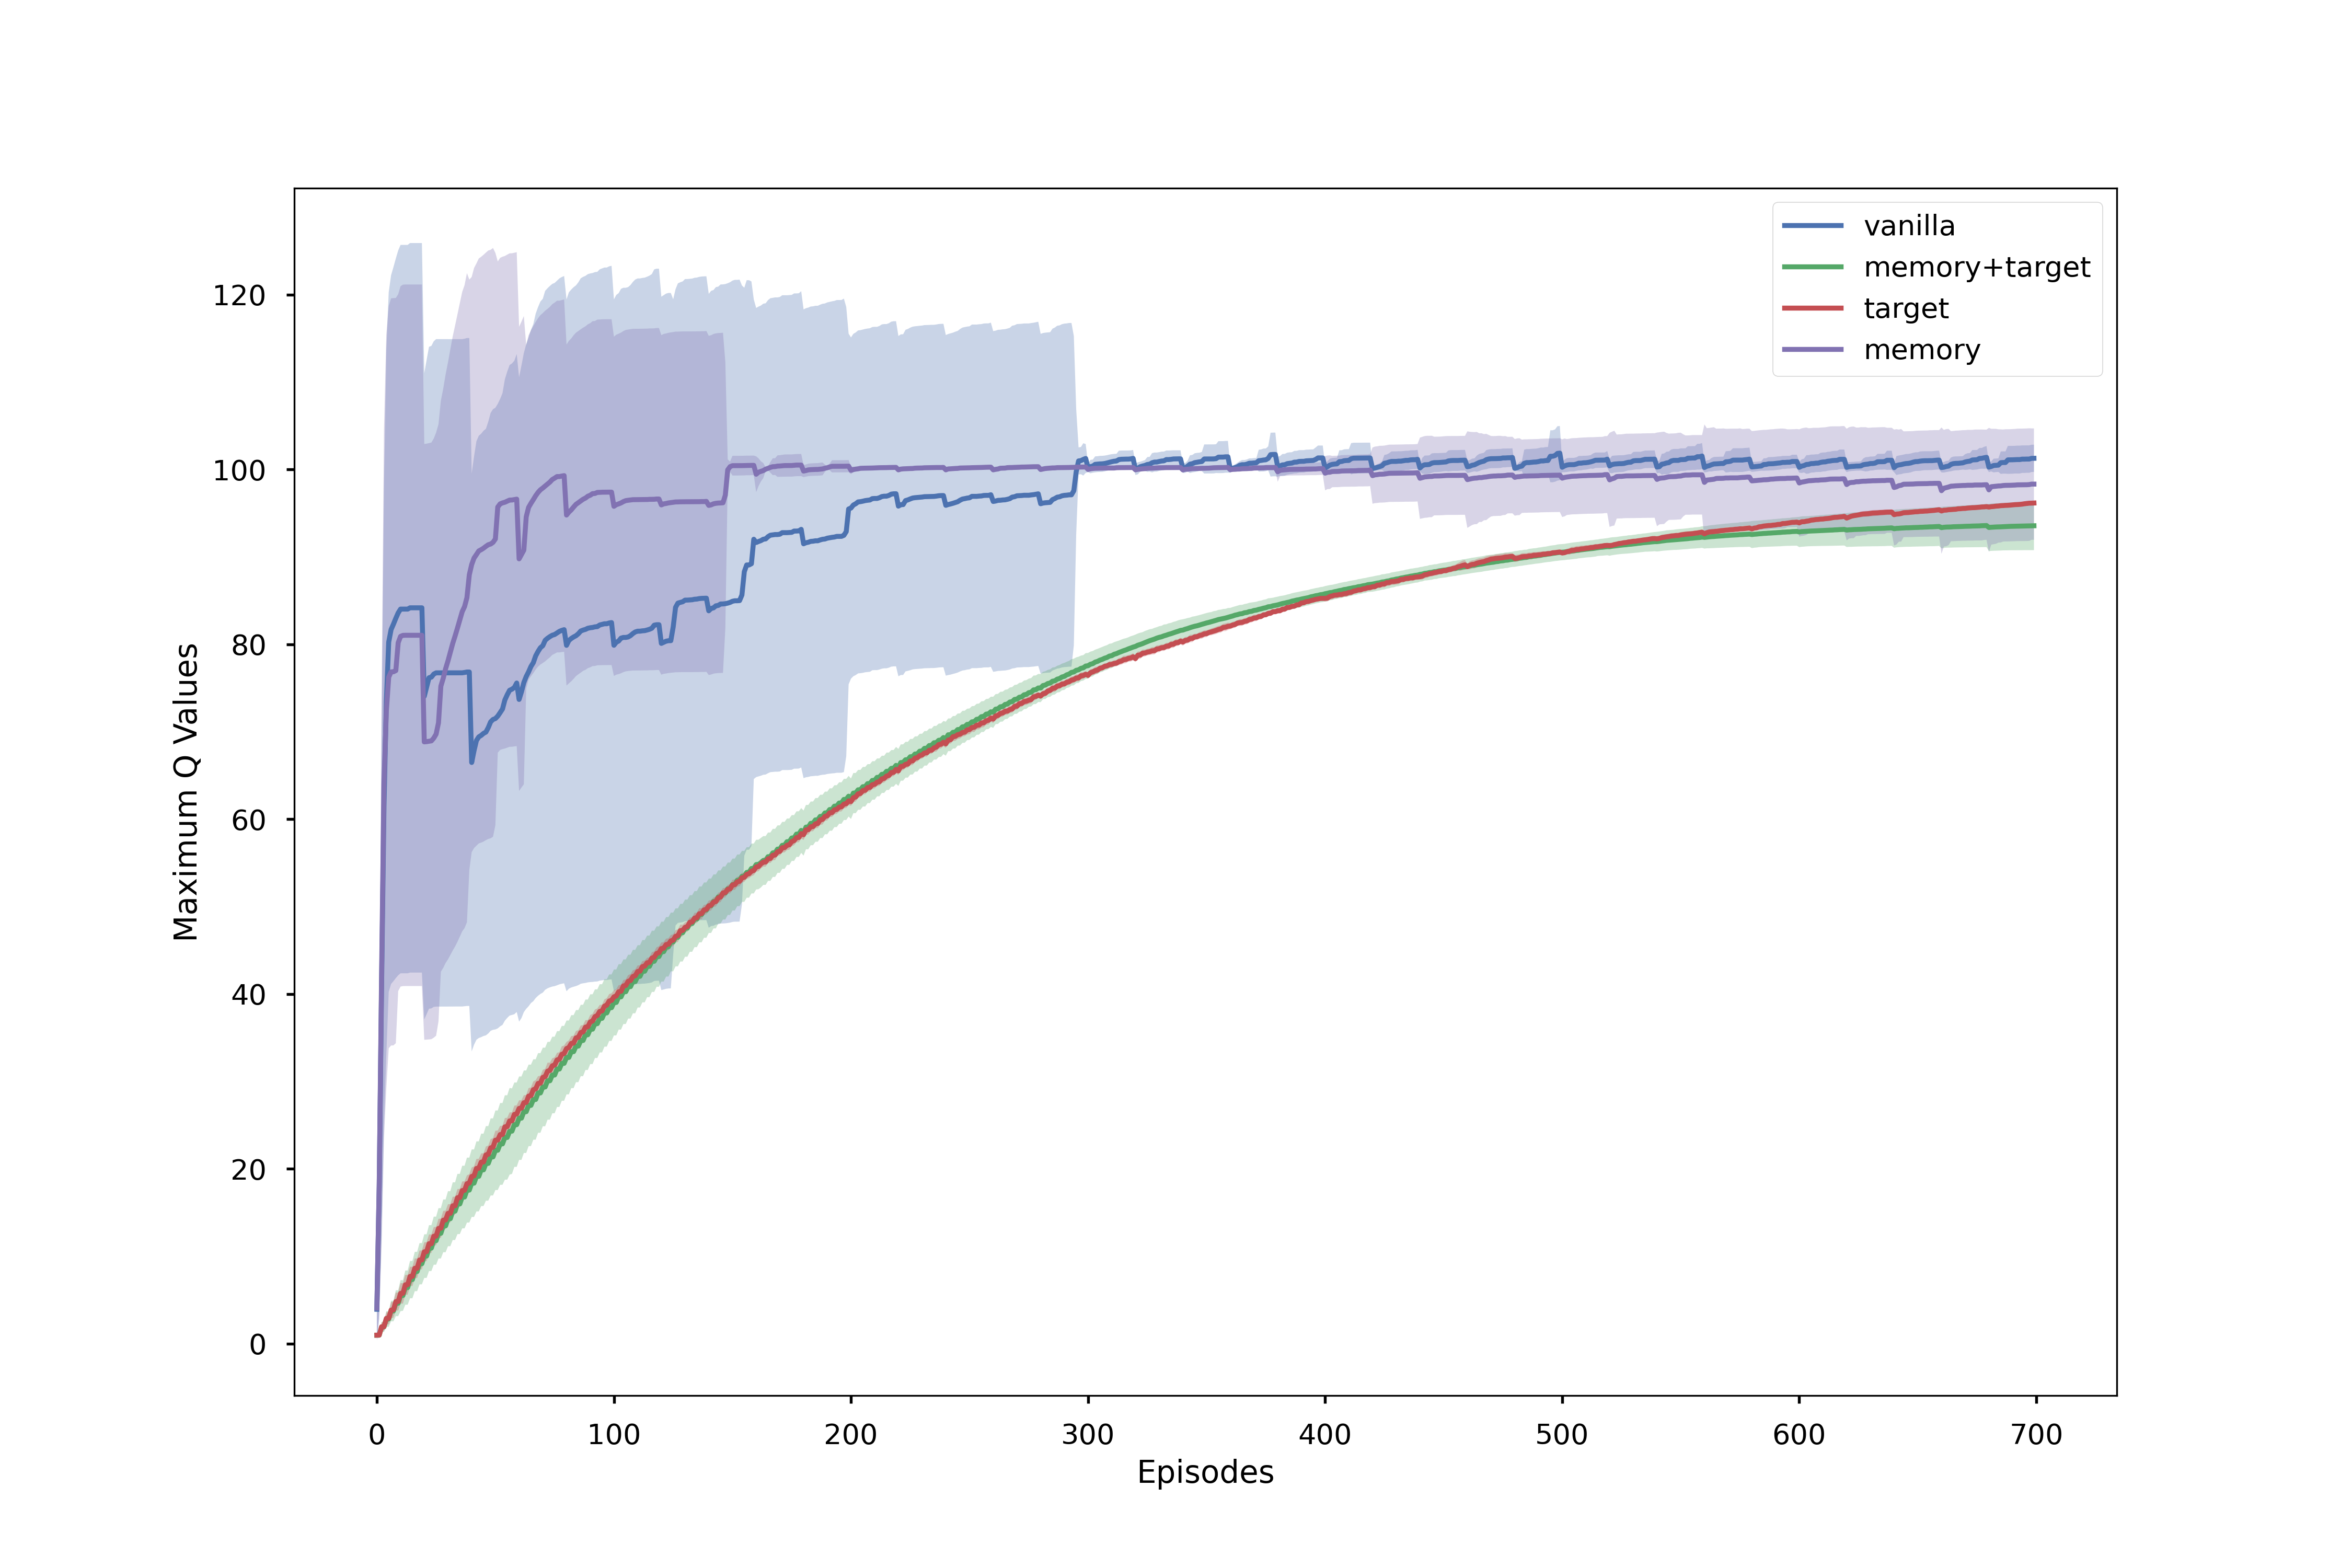 vanilla
memory+target
target
memory
120
100
80
60
40
20
0
Maximum Q Values
0 100 200 300 400 500 600 700
Episodes